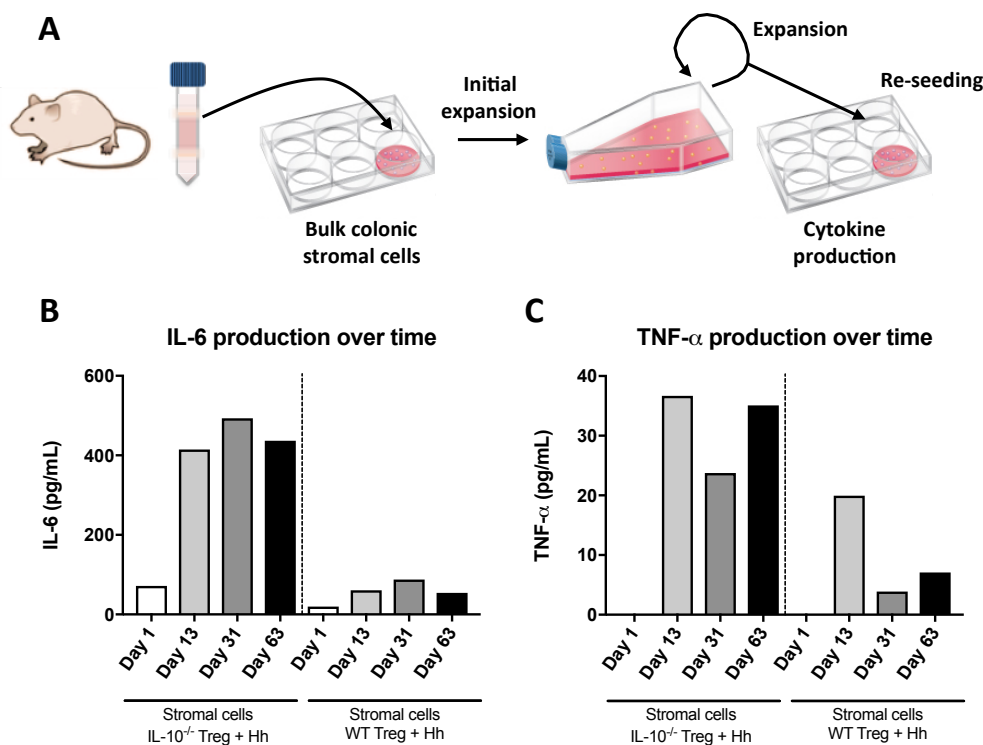 A
Initial
expansion
Expansion
Re-seeding
Bulk colonic
stromal cells
Cytokine
production
B
IL-6 production over time
IL-6 (pg/mL)
600
400
200
0
Day 1
Day 13
Day 31
Day 63
Day 1
Day 13
Day 31
Day 63
Stromal cells
IL-10-/- Treg + Hh
Stromal cells
WT Treg + Hh
C
TNF-α production over time
TNF-α (pg/mL)
40
30
20
10
0
Day 1
Day 13
Day 31
Day 63
Day 1
Day 13
Day 31
Day 63
Stromal cells
IL-10-/- Treg + Hh
Stromal cells
WT Treg + Hh